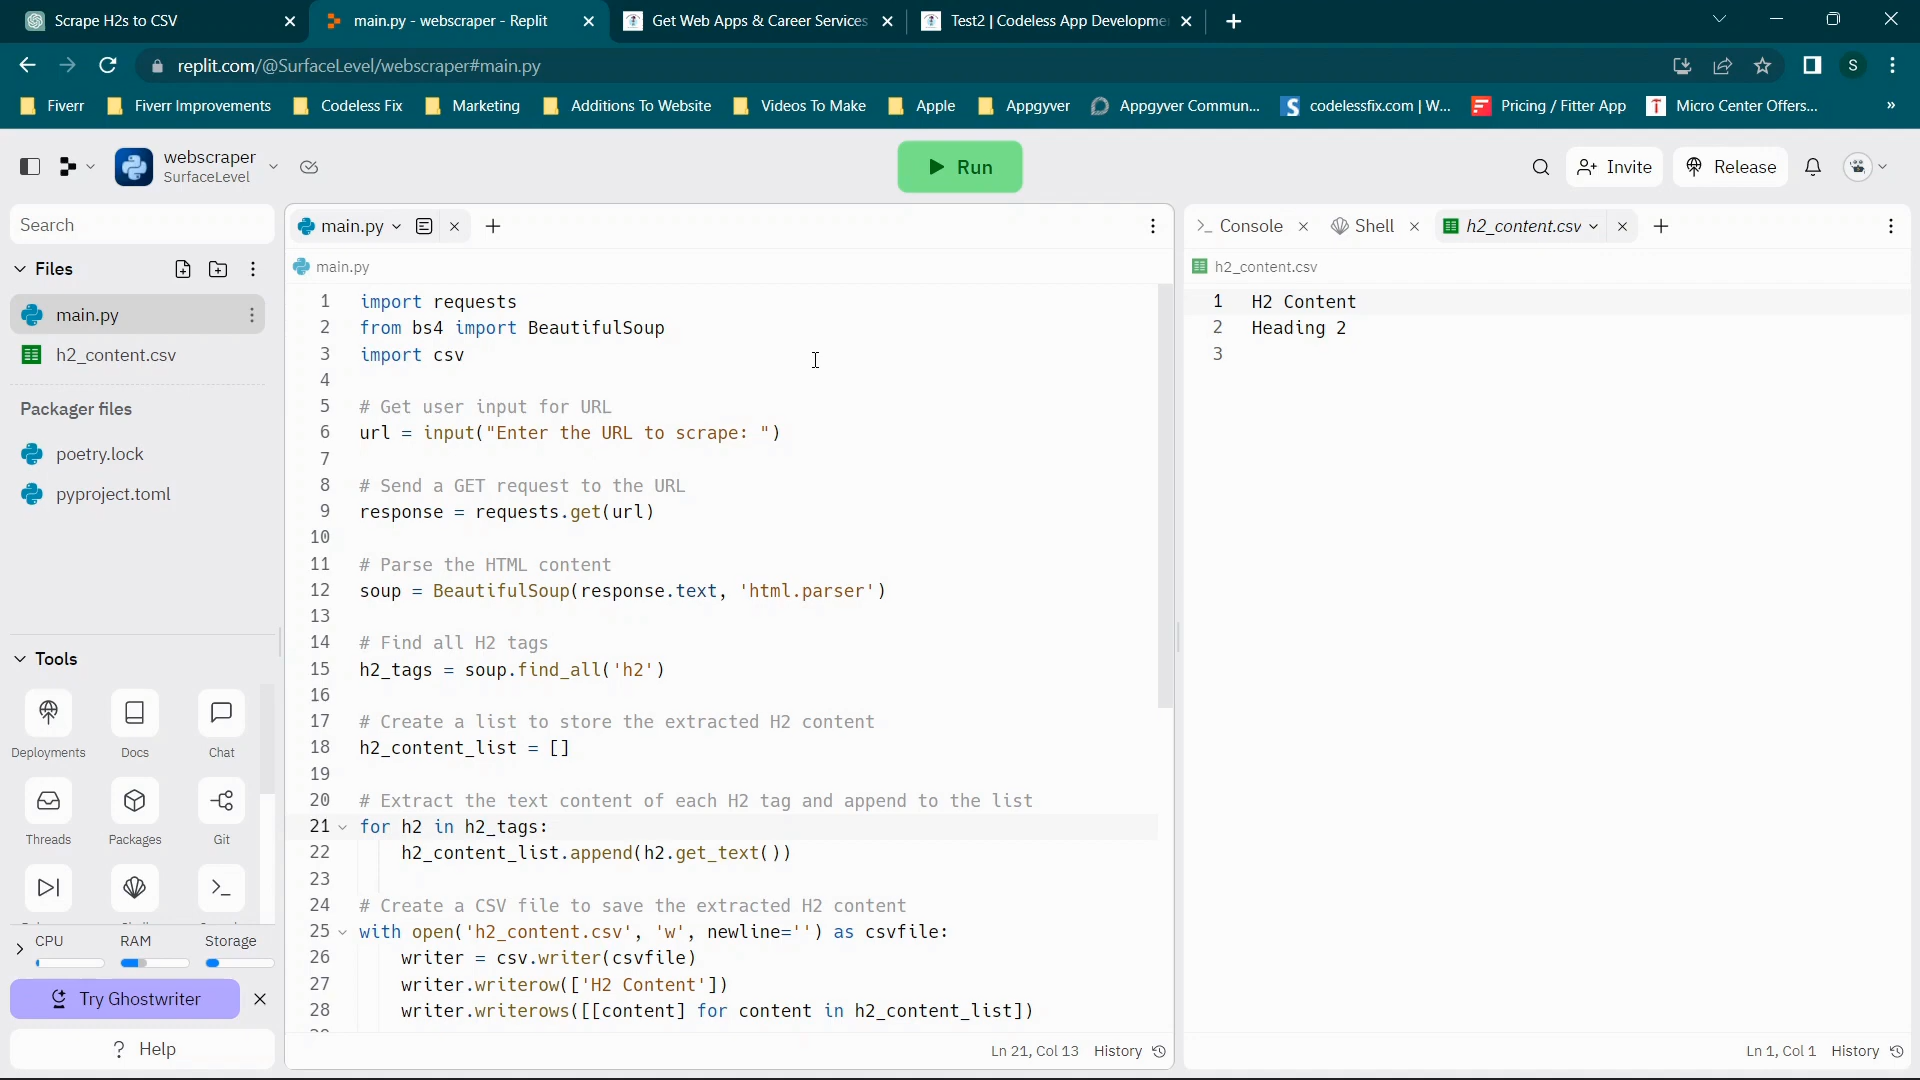 Scrape H2s to CSV
main.py - webscraper - Replit
Get Web Apps & Career Services
Test2 | Codeless App Developme
replit.com/@SurfaceLevel/webscraper#main.py
S
Fiverr
Fiverr Improvements
Codeless Fix
Marketing
Additions To Website
Videos To Make
Apple
Appgyver
Appgyver Commun...
codelessfix.com | W...
Pricing / Fitter App
Micro Center Offers...
»
webscraper
SurfaceLevel
Run
Invite
Release
Search
Files
main.py
h2_content.csv
Packager files
poetry.lock
pyproject.toml
Tools
Deployments
Docs
Chat
Threads
Packages
Git
CPU
RAM
Storage
Try Ghostwriter
? Help
main.py
main.py
1 import requests
2 from bs4 import BeautifulSoup
3 import csv
4
5 # Get user input for URL
6 url = input("Enter the URL to scrape: ")
7
8 # Send a GET request to the URL
9 response = requests.get(url)
10
11 # Parse the HTML content
12 soup = BeautifulSoup(response.text, 'html.parser')
13
14 # Find all H2 tags
15 h2_tags = soup.find_all('h2')
16
17 # Create a list to store the extracted H2 content
18 h2_content_list = []
19
20 # Extract the text content of each H2 tag and append to the list
21 for h2 in h2_tags:
22 h2_content_list.append(h2.get_text())
23
24 # Create a CSV file to save the extracted H2 content
25 with open('h2_content.csv', 'w', newline='') as csvfile:
26 writer = csv.writer(csvfile)
27 writer.writerow(['H2 Content'])
28 writer.writerows([[content] for content in h2_content_list])
Ln 21, Col 13 History
Console
Shell
h2_content.csv
h2_content.csv
1 H2 Content
2 Heading 2
3
Ln 1, Col 1 History